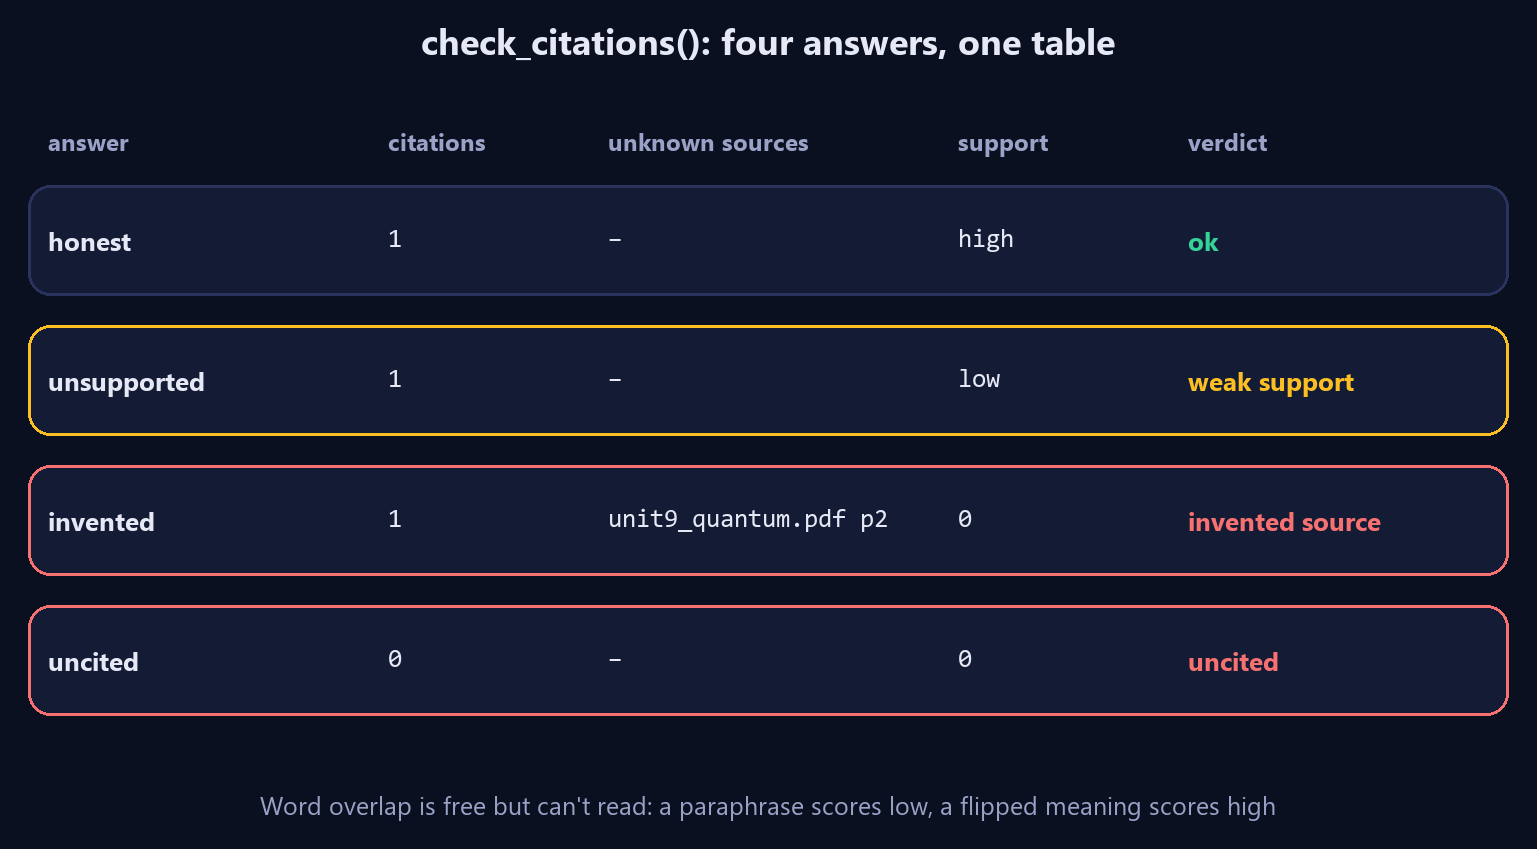 check_citations(): four answers, one table
answer citations unknown sources support verdict
honest 1 – high ok
unsupported 1 – low weak support
invented 1 unit9_quantum.pdf p2 0 invented source
uncited 0 – 0 uncited
Word overlap is free but can't read: a paraphrase scores low, a flipped meaning scores high